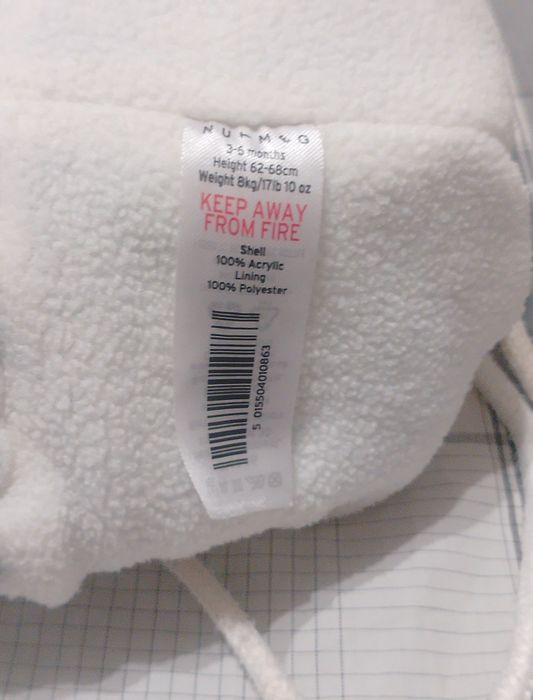 NUTMEG
3-6 months
Height 62-68cm
Weight 8kg/17lb 10 oz
KEEP AWAY
FROM FIRE
Shell
100% Acrylic
Lining
100% Polyester
5 015504 010863